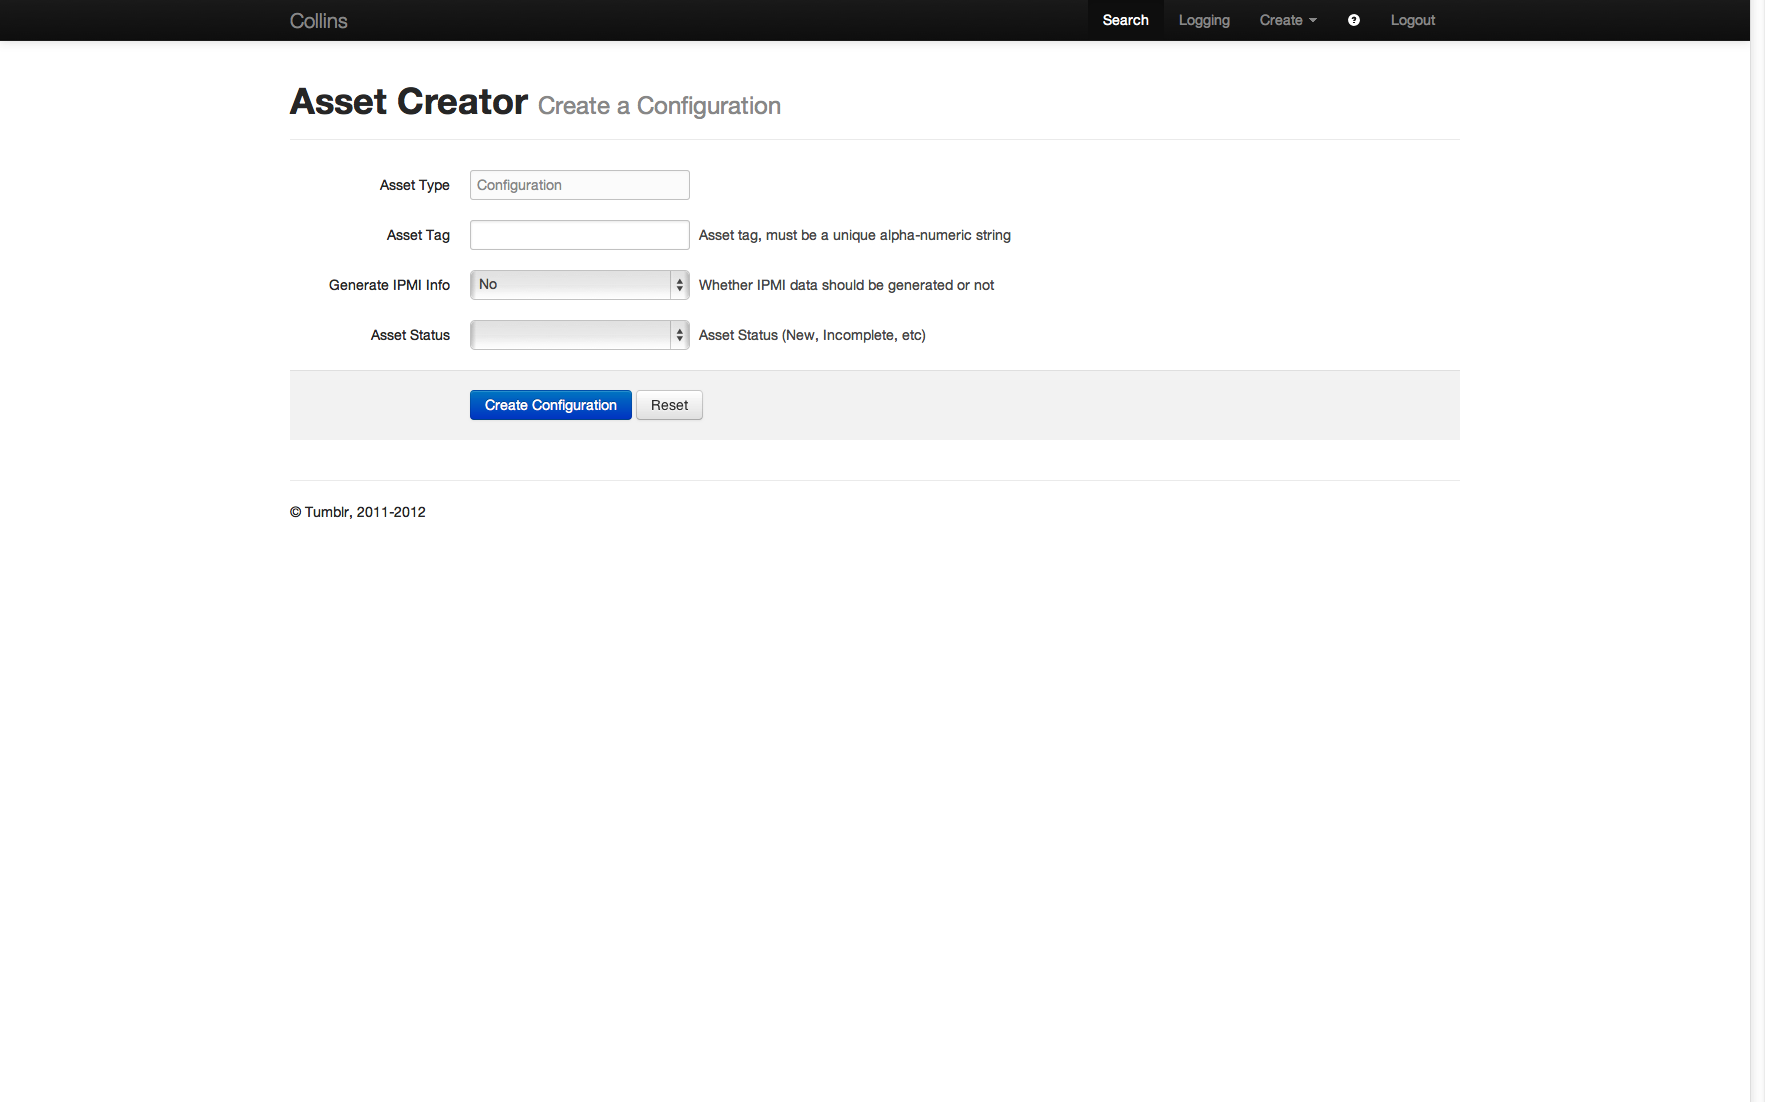 Collins Search Logging Create ? Logout
Asset Creator Create a Configuration
Asset Type Configuration
Asset Tag Asset tag, must be a unique alpha-numeric string
Generate IPMI Info No Whether IPMI data should be generated or not
Asset Status Asset Status (New, Incomplete, etc)
Create Configuration Reset
© Tumblr, 2011-2012